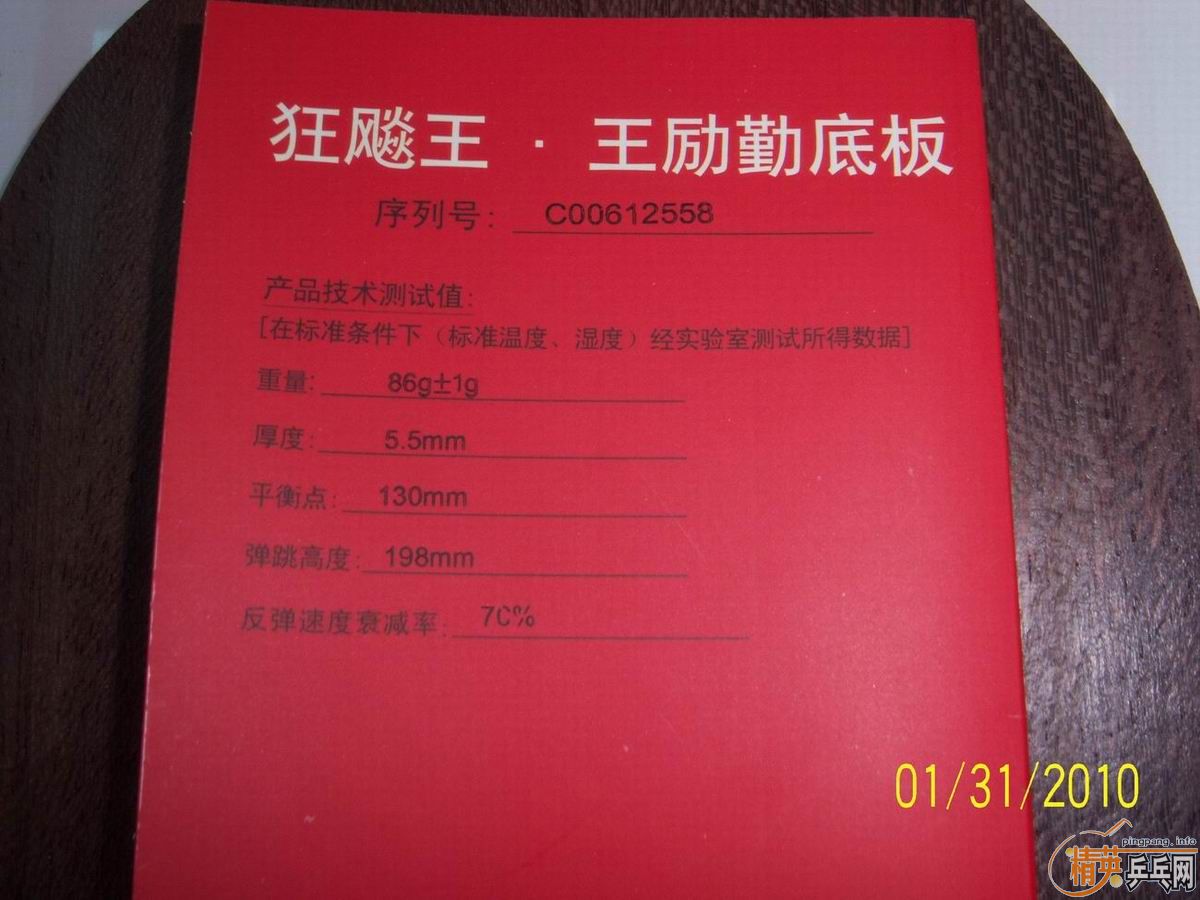 狂飚王 · 王励勤底板
序列号: C00612558
产品技术测试值:
[在标准条件下（标准温度、湿度）经实验室测试所得数据]
重量: 86g±1g
厚度: 5.5mm
平衡点: 130mm
弹跳高度: 198mm
反弹速度衰减率: 70%
01/31/2010
pingpang.info
精英乒乓网